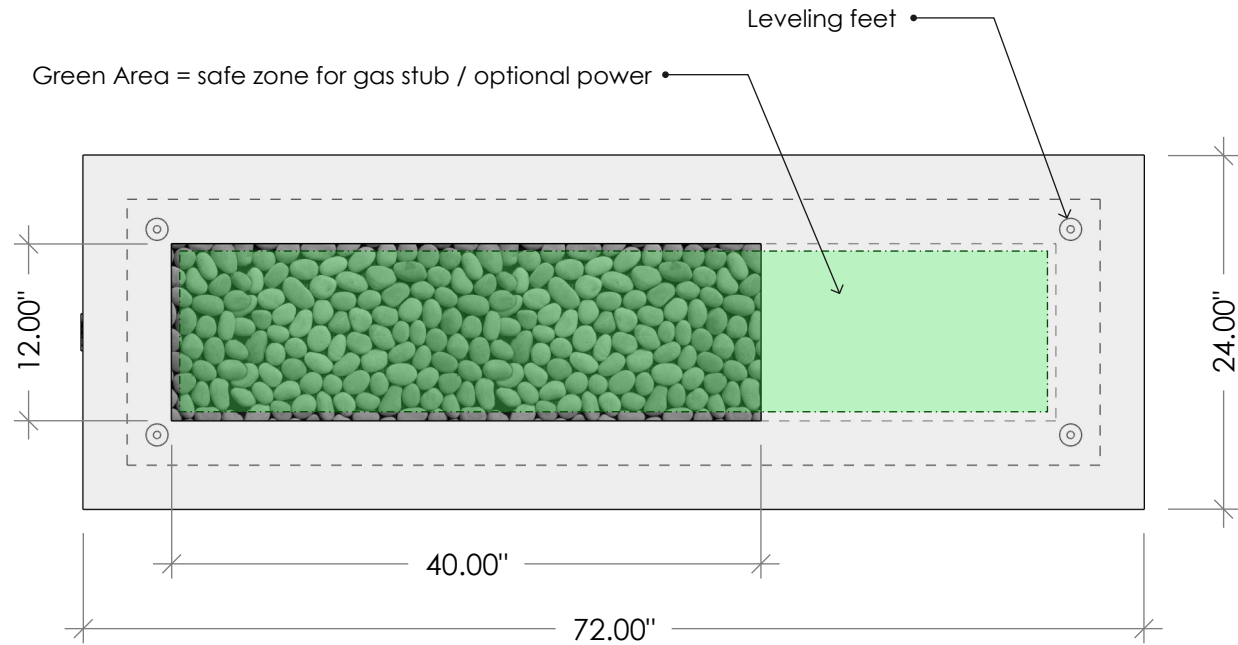 Leveling feet
Green Area = safe zone for gas stub / optional power
12.00"
24.00"
40.00"
72.00"